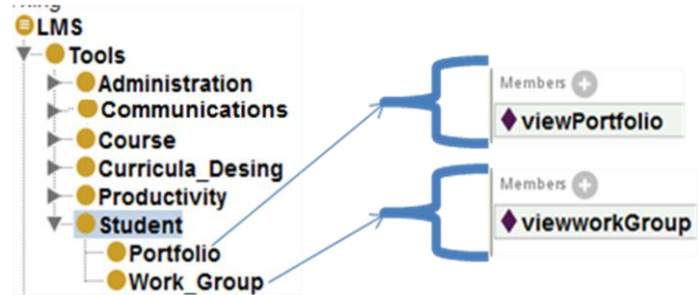 LMS
Tools
Administration
Communications
Course
Curricula_Desing
Productivity
Student
Portfolio
Work_Group
Members
viewPortfolio
Members
viewworkGroup